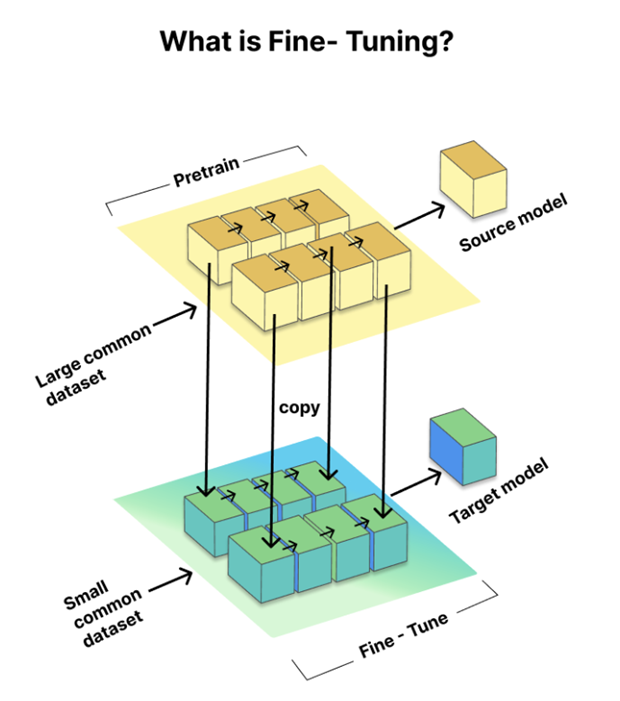 What is Fine- Tuning?
Pretrain
Source model
Large common
dataset
copy
Target model
Small
common
dataset
Fine - Tune